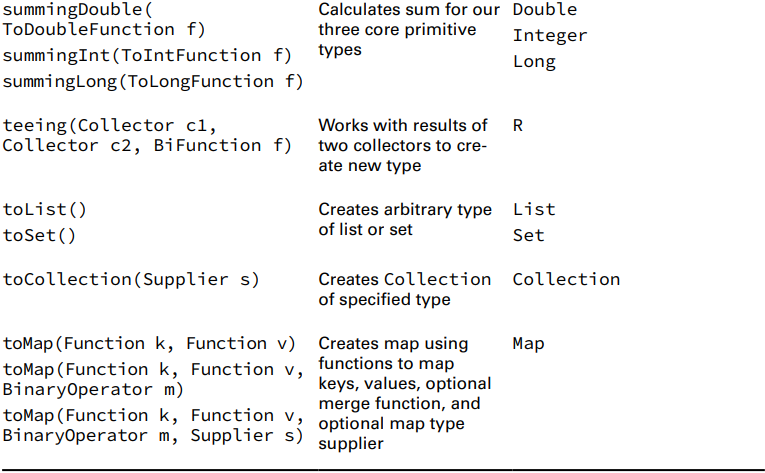 summingDouble(
ToDoubleFunction f)
summingInt(ToIntFunction f)
summingLong(ToLongFunction f)
Calculates sum for our
three core primitive
types
Double
Integer
Long
teeing(Collector c1,
Collector c2, BiFunction f)
Works with results of
two collectors to cre-
ate new type
R
toList()
toSet()
Creates arbitrary type
of list or set
List
Set
toCollection(Supplier s)
Creates Collection
of specified type
Collection
toMap(Function k, Function v)
toMap(Function k, Function v,
BinaryOperator m)
toMap(Function k, Function v,
BinaryOperator m, Supplier s)
Creates map using
functions to map
keys, values, optional
merge function, and
optional map type
supplier
Map